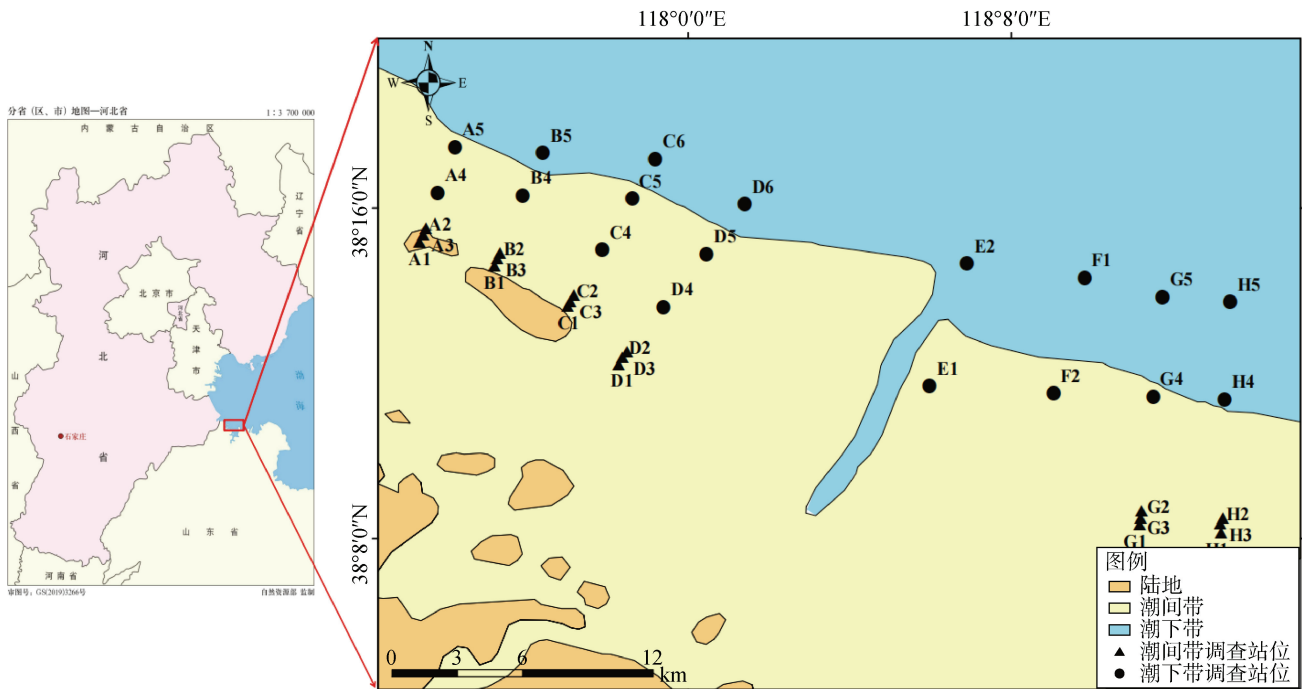 118°0′0″E
118°8′0″E
38°16′0″N
38°8′0″N
分省（区、市）地图—河北省
1：3 700 000
内蒙古自治区
辽宁省
河
北
省
北京市
河北省
天津市
渤海
山西省
石家庄
山东省
河南省
审图号：GS(2019)3266号
自然资源部 监制
N
W
E
S
A5
B5
C6
A4
B4
C5
D6
A2
A3
A1
B2
B3
B1
C4
D5
E2
F1
G5
H5
C2
C3
C1
D4
D2
D3
D1
E1
F2
G4
H4
G2
G3
G1
H2
H3
H1
图例
陆地
潮间带
潮下带
潮间带调查站位
潮下带调查站位
0
3
6
12
km